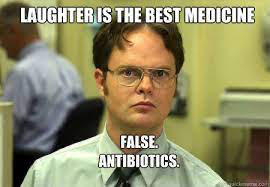 LAUGHTER IS THE BEST MEDICINE
FALSE.
ANTIBIOTICS.